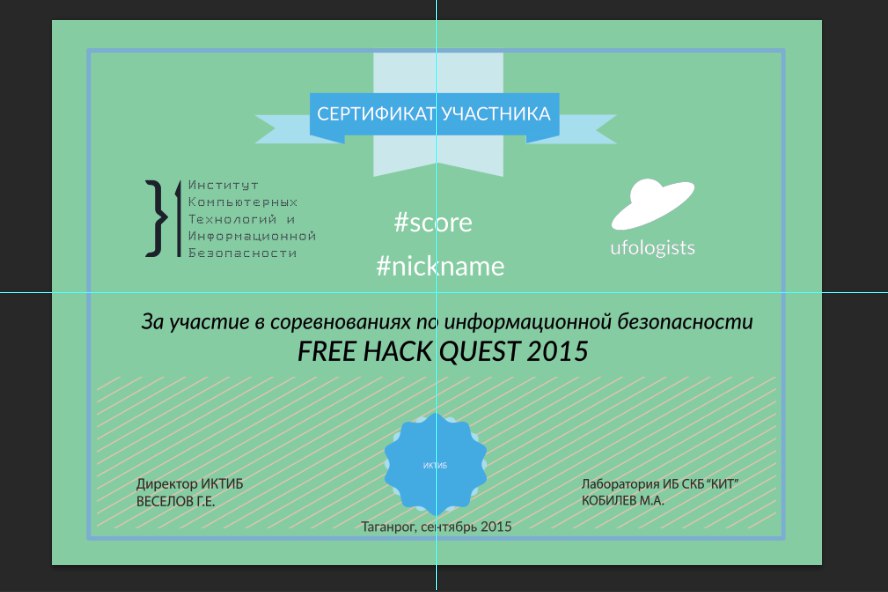 СЕРТИФИКАТ УЧАСТНИКА
Институт
Компьютерных
Технологий и
Информационной
Безопасности
#score
#nickname
ufologists
За участие в соревнованиях по информационной безопасности
FREE HACK QUEST 2015
ИКТИБ
Директор ИКТИБ
ВЕСЕЛОВ Г.Е.
Лаборатория ИБ СКБ "КИТ"
КОБИЛЕВ М.А.
Таганрог, сентябрь 2015